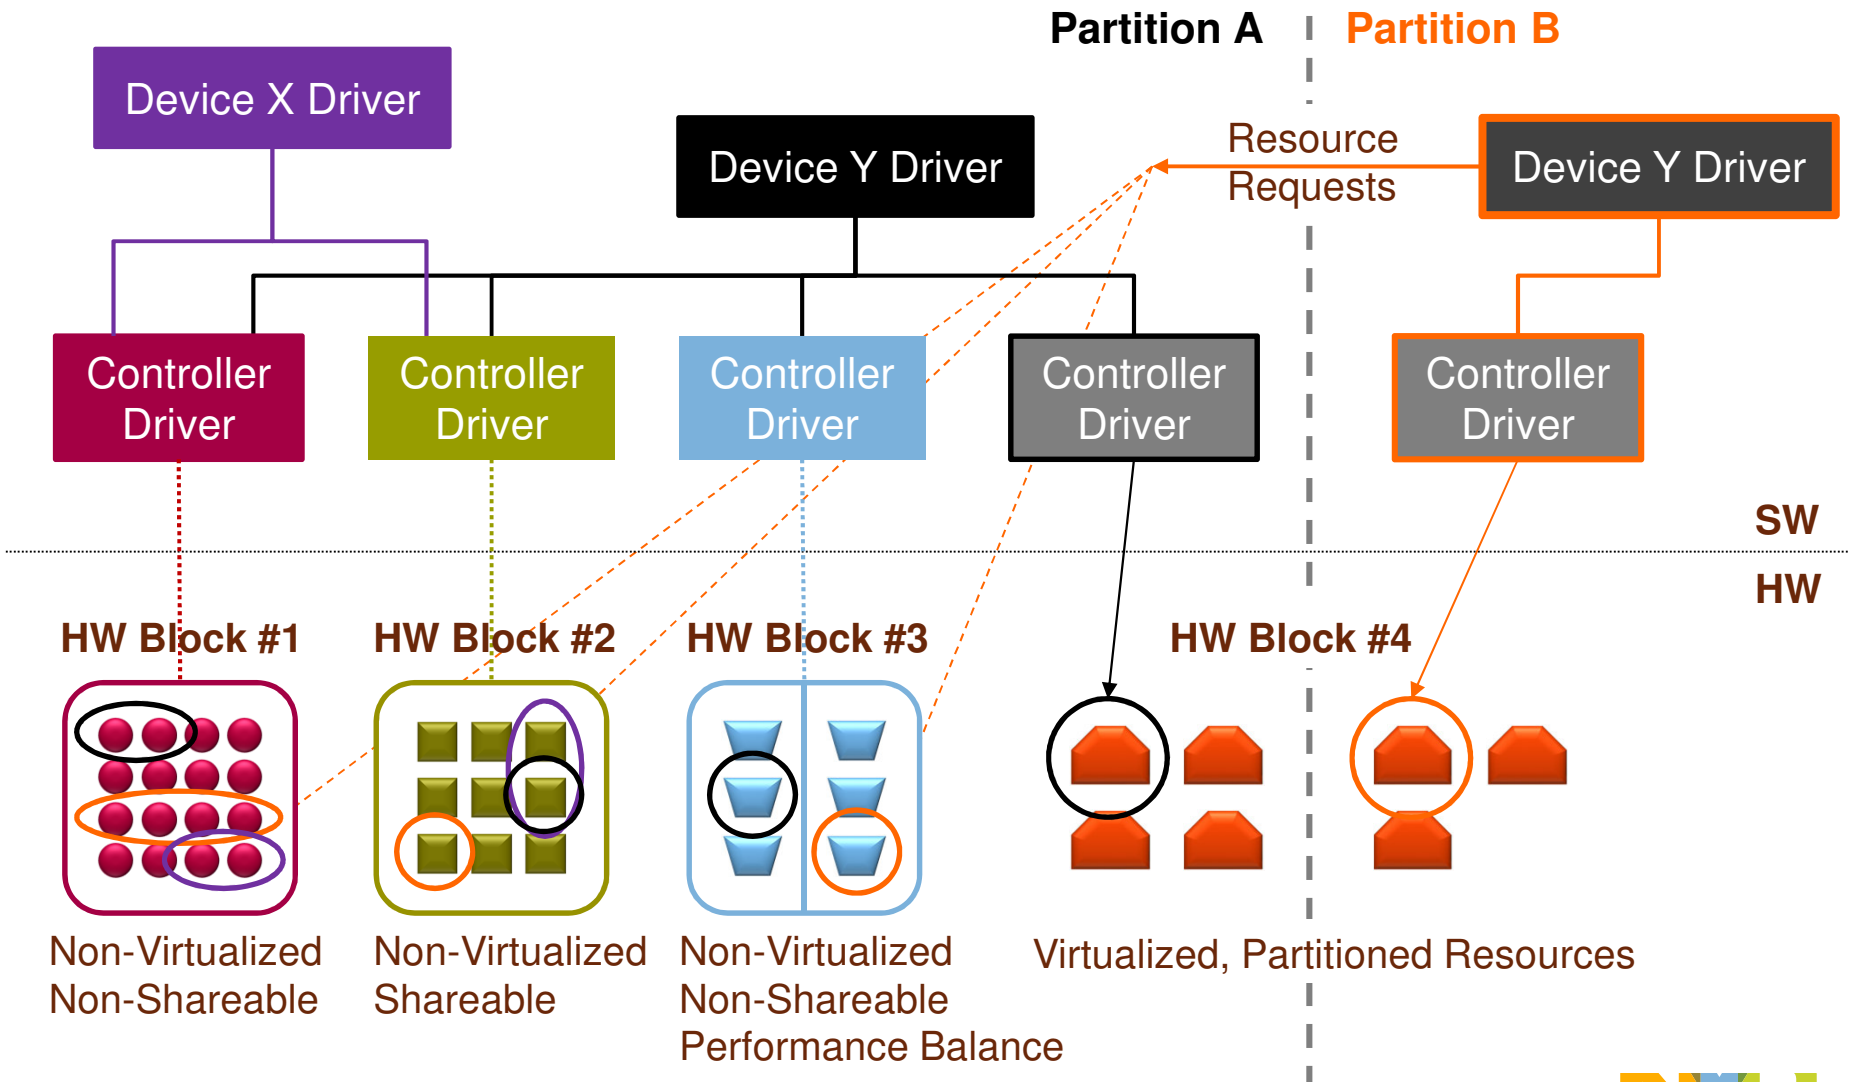 Partition A
Partition B
Device X Driver
Device Y Driver
Resource
Requests
Device Y Driver
Controller
Driver
Controller
Driver
Controller
Driver
Controller
Driver
Controller
Driver
SW
HW
HW Block #1
HW Block #2
HW Block #3
HW Block #4
Non-Virtualized
Non-Shareable
Non-Virtualized
Shareable
Non-Virtualized
Non-Shareable
Performance Balance
Virtualized, Partitioned Resources